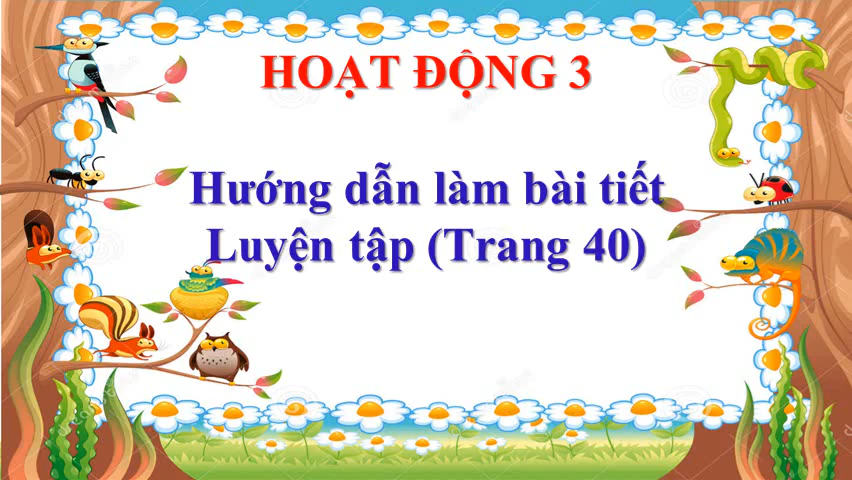 HOẠT ĐỘNG 3
Hướng dẫn làm bài tiết
Luyện tập (Trang 40)